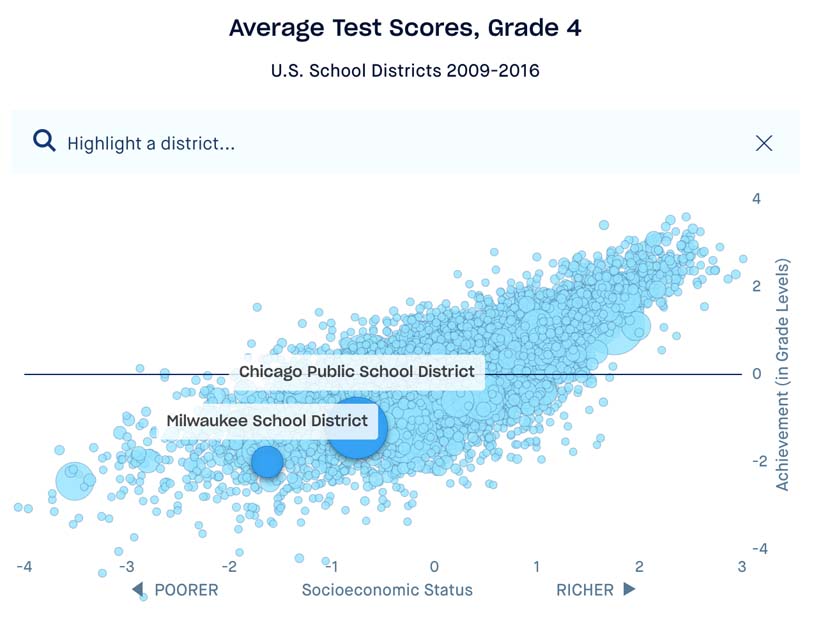 Average Test Scores, Grade 4
U.S. School Districts 2009-2016
Highlight a district...
4
2
0
-2
-4
Achievement (in Grade Levels)
Chicago Public School District
Milwaukee School District
-4 -3 -2 -1 0 1 2 3
POORER Socioeconomic Status RICHER